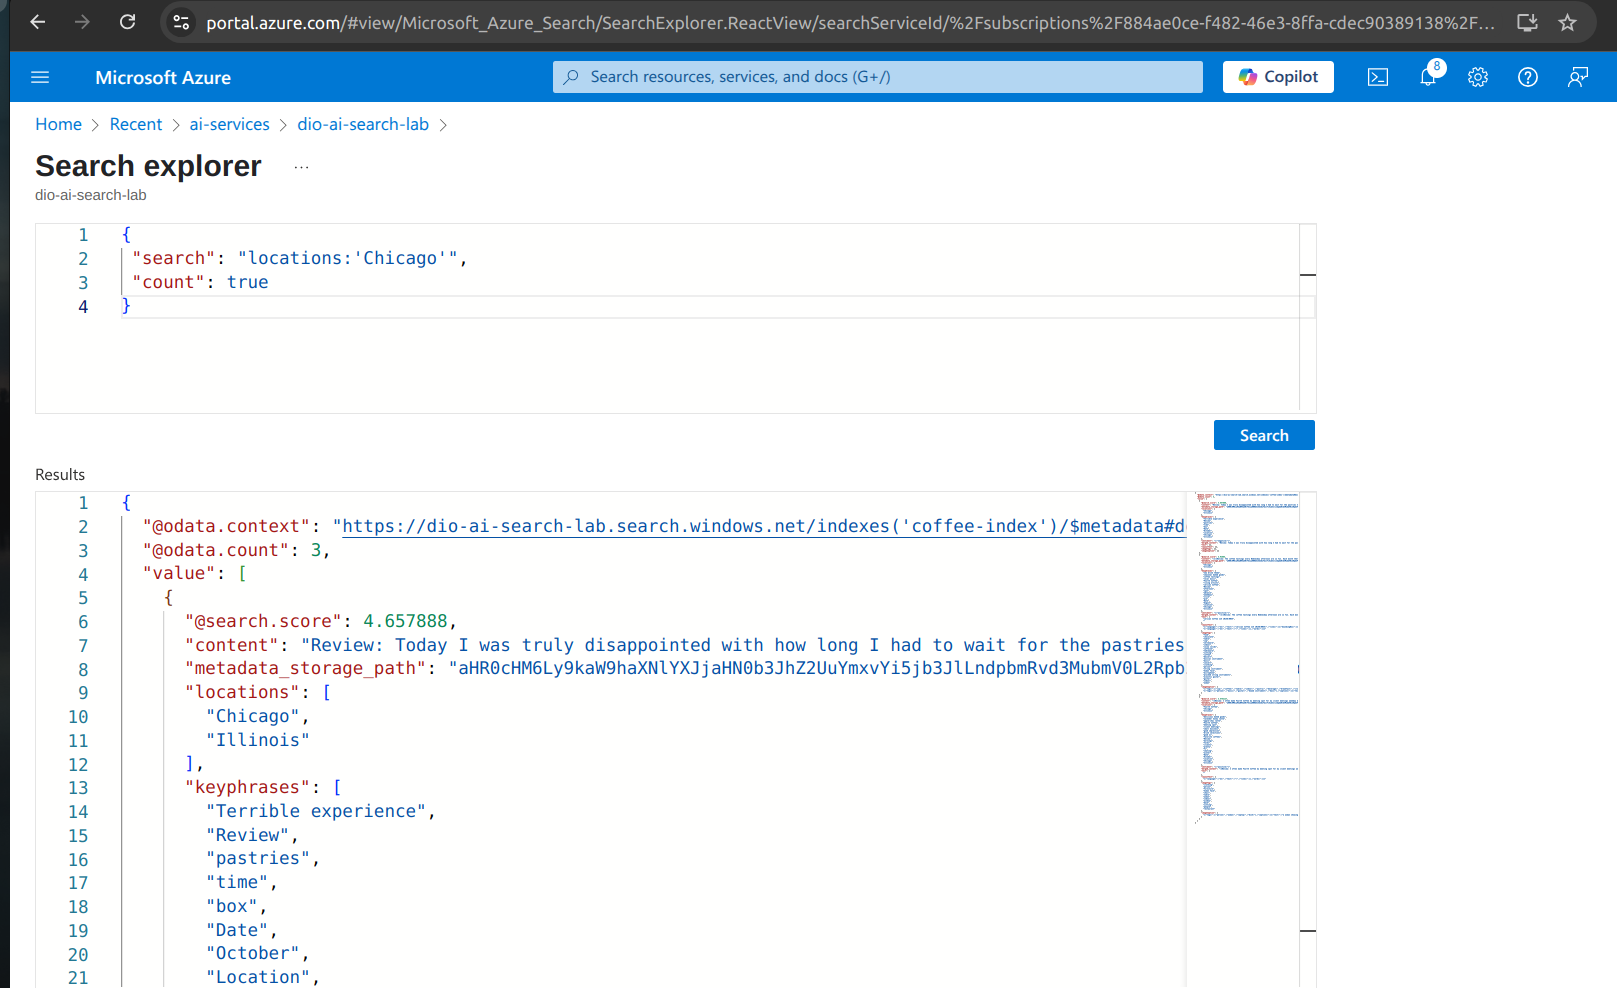 portal.azure.com/#view/Microsoft_Azure_Search/SearchExplorer.ReactView/searchServiceId/%2Fsubscriptions%2F884ae0ce-f482-46e3-8ffa-cdec90389138%2F...
Microsoft Azure
Search resources, services, and docs (G+/)
Copilot
8
Home > Recent > ai-services > dio-ai-search-lab >
Search explorer ...
dio-ai-search-lab
1 {
2 "search": "locations:'Chicago'",
3 "count": true
4 }
Search
Results
1 {
2 "@odata.context": "https://dio-ai-search-lab.search.windows.net/indexes('coffee-index')/$metadata#d
3 "@odata.count": 3,
4 "value": [
5 {
6 "@search.score": 4.657888,
7 "content": "Review: Today I was truly disappointed with how long I had to wait for the pastries
8 "metadata_storage_path": "aHR0cHM6Ly9kaW9haXNlYXJjaHN0b3JhZ2UuYmxvYi5jb3JlLndpbmRvd3MubmV0L2Rpb
9 "locations": [
10 "Chicago",
11 "Illinois"
12 ],
13 "keyphrases": [
14 "Terrible experience",
15 "Review",
16 "pastries",
17 "time",
18 "box",
19 "Date",
20 "October",
21 "Location",